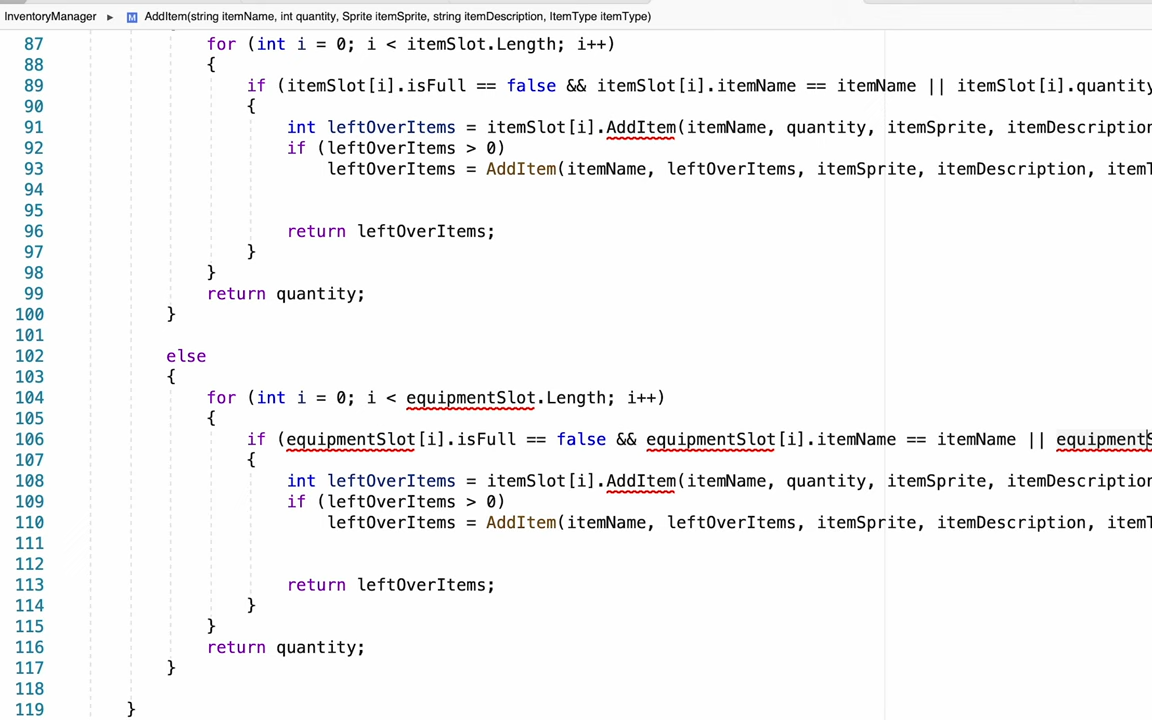 InventoryManager ▶ M AddItem(string itemName, int quantity, Sprite itemSprite, string itemDescription, ItemType itemType)
87 for (int i = 0; i < itemSlot.Length; i++)
88 {
89 if (itemSlot[i].isFull == false && itemSlot[i].itemName == itemName || itemSlot[i].quantity
90 {
91 int leftOverItems = itemSlot[i].AddItem(itemName, quantity, itemSprite, itemDescription
92 if (leftOverItems > 0)
93 leftOverItems = AddItem(itemName, leftOverItems, itemSprite, itemDescription, itemT
94
95
96 return leftOverItems;
97 }
98 }
99 return quantity;
100 }
101
102 else
103 {
104 for (int i = 0; i < equipmentSlot.Length; i++)
105 {
106 if (equipmentSlot[i].isFull == false && equipmentSlot[i].itemName == itemName || equipmentS
107 {
108 int leftOverItems = itemSlot[i].AddItem(itemName, quantity, itemSprite, itemDescription
109 if (leftOverItems > 0)
110 leftOverItems = AddItem(itemName, leftOverItems, itemSprite, itemDescription, itemT
111
112
113 return leftOverItems;
114 }
115 }
116 return quantity;
117 }
118
119 }